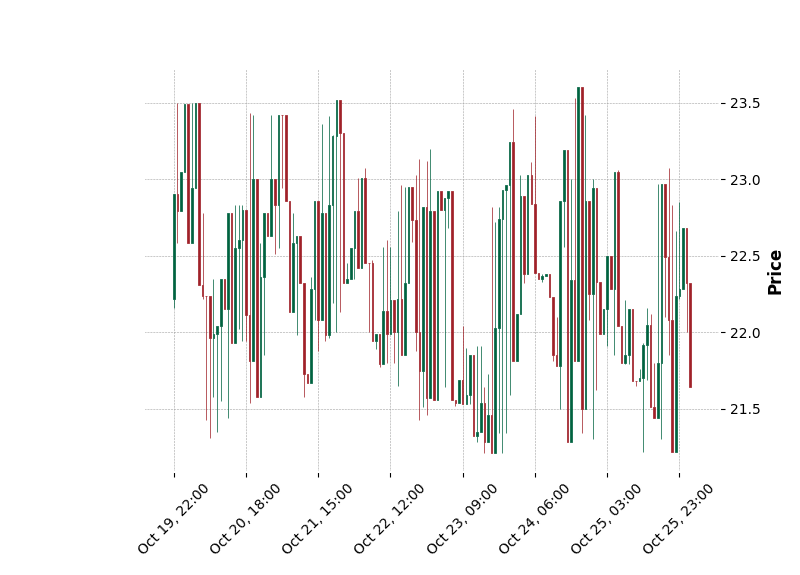 23.5
23.0
22.5
22.0
21.5
Price
Oct 19, 22:00
Oct 20, 18:00
Oct 21, 15:00
Oct 22, 12:00
Oct 23, 09:00
Oct 24, 06:00
Oct 25, 03:00
Oct 25, 23:00